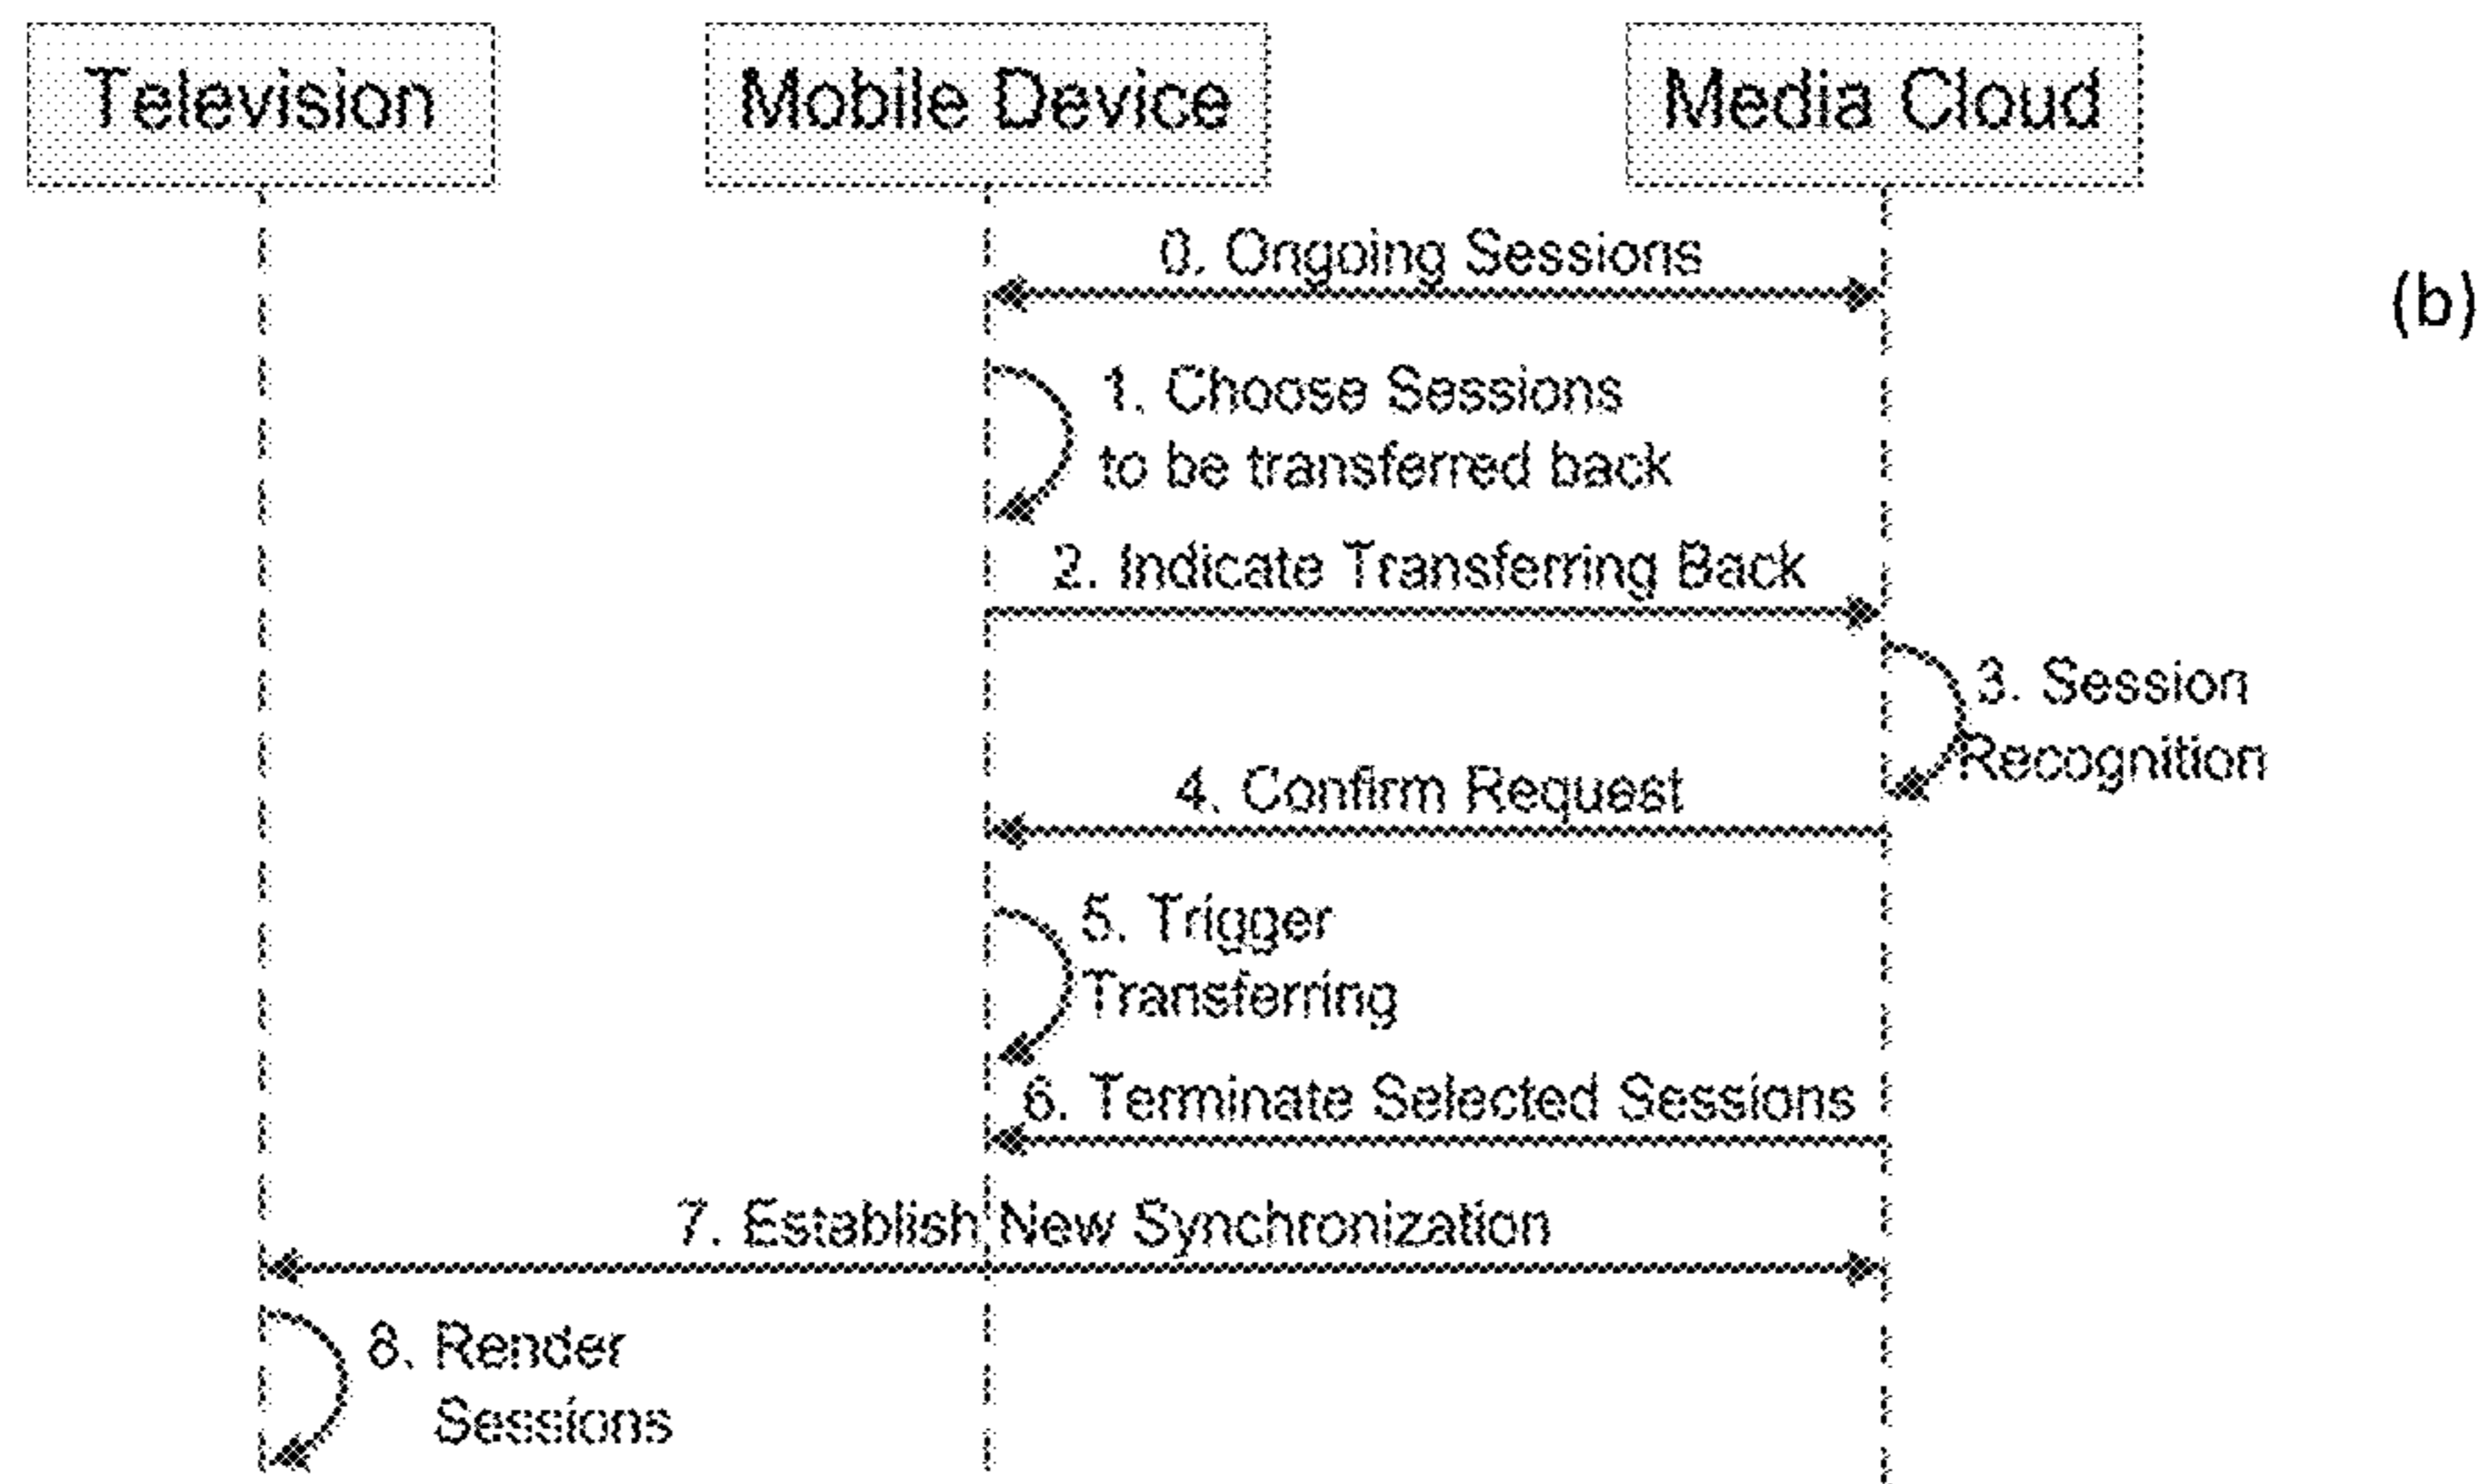 Television
Mobile Device
Media Cloud
0. Ongoing Sessions
(b)
1. Choose Sessions
to be transferred back
2. Indicate Transferring Back
3. Session
Recognition
4. Confirm Request
5. Trigger
Transferring
6. Terminate Selected Sessions
7. Establish New Synchronization
8. Render
Sessions